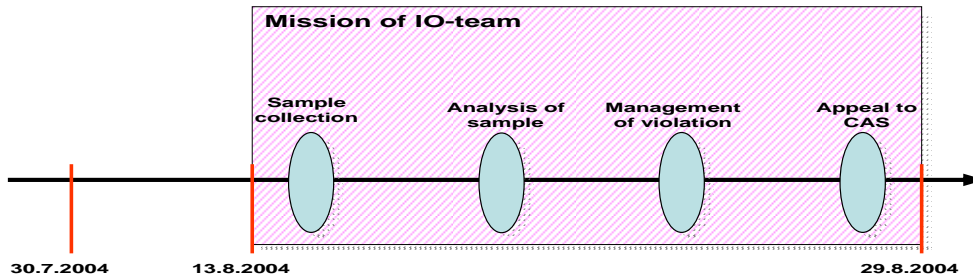 Mission of IO-team
Sample
collection
Analysis of
sample
Management
of violation
Appeal to
CAS
30.7.2004
13.8.2004
29.8.2004